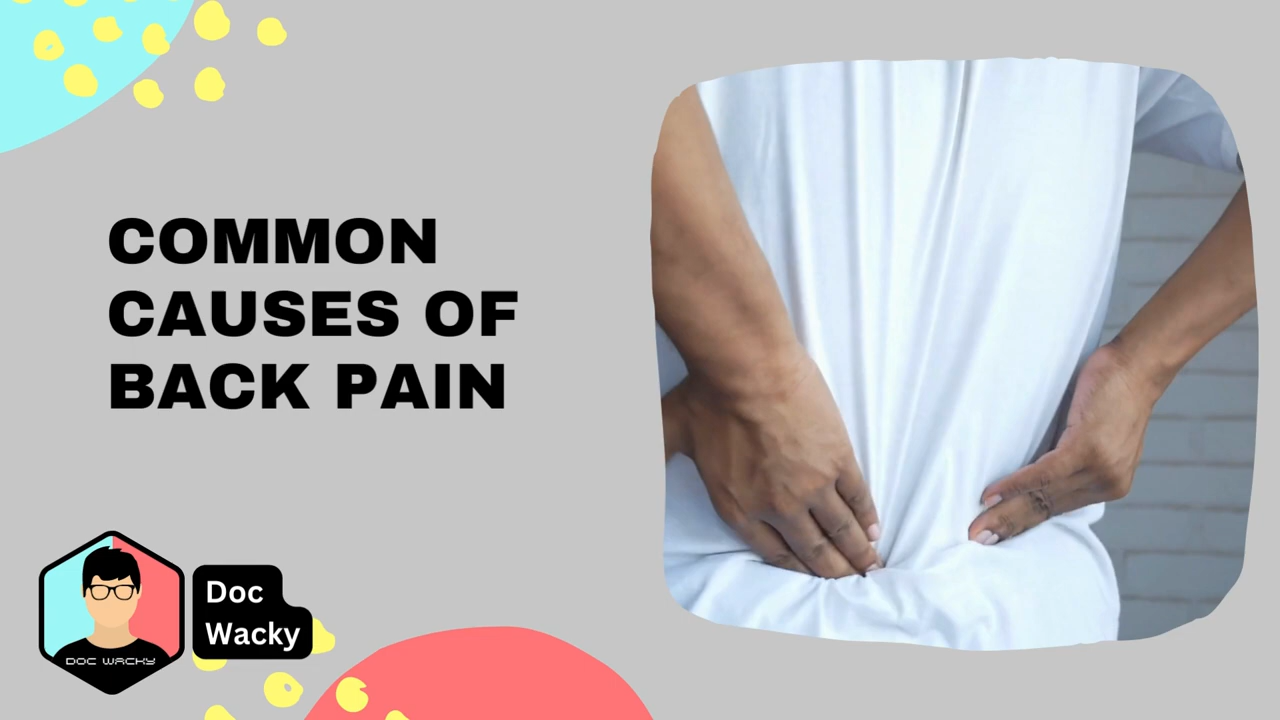 COMMON
CAUSES OF
BACK PAIN
Doc
Wacky
DOC WACKY